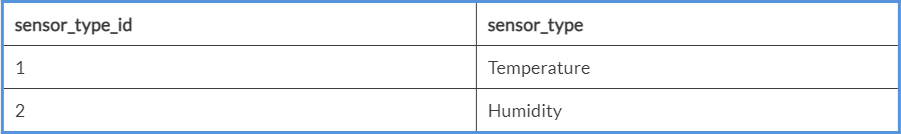 sensor_type_id sensor_type
1 Temperature
2 Humidity